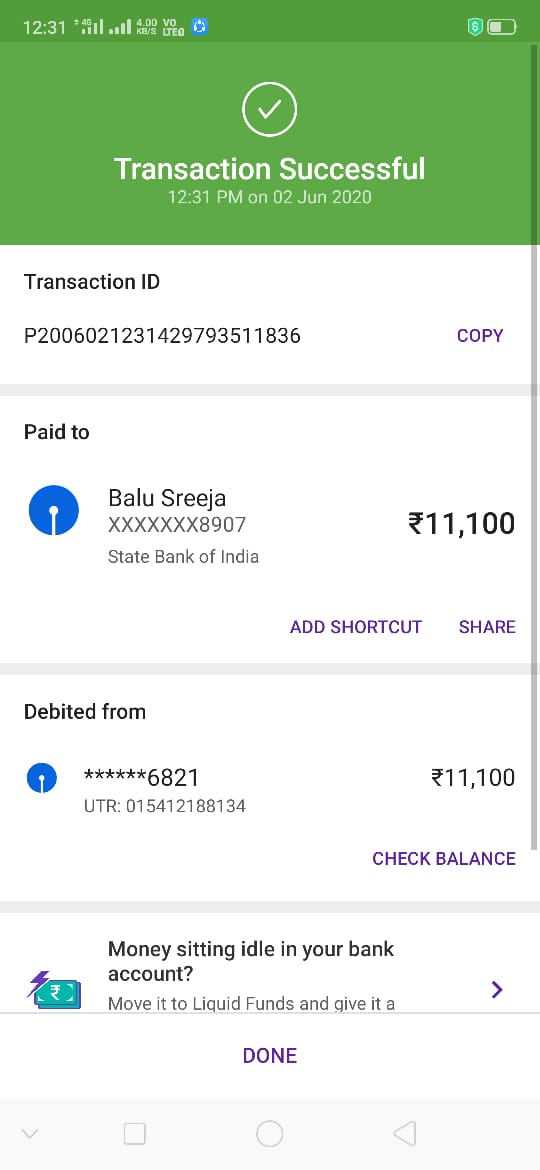 12:31 4G 4.00 KB/S VO LTE
Transaction Successful
12:31 PM on 02 Jun 2020
Transaction ID
P2006021231429793511836 COPY
Paid to
Balu Sreeja
XXXXXXX8907 ₹11,100
State Bank of India
ADD SHORTCUT SHARE
Debited from
******6821 ₹11,100
UTR: 015412188134
CHECK BALANCE
Money sitting idle in your bank
account?
Move it to Liquid Funds and give it a
DONE